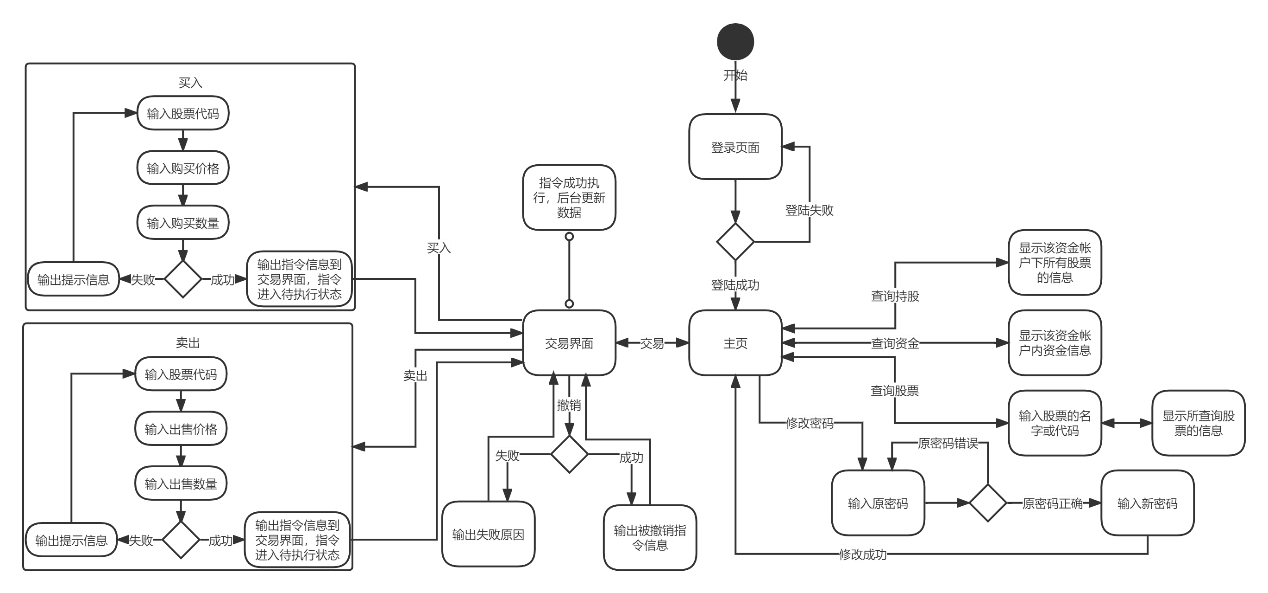 开始
登录页面
登陆失败
登陆成功
主页
交易
交易界面
指令成功执
行，后台更新
数据
买入
卖出
撤销
失败
成功
输出失败原因
输出被撤销指
令信息
买入
输入股票代码
输入购买价格
输入购买数量
失败
成功
输出提示信息
输出指令信息到
交易界面，指令
进入待执行状态
卖出
输入股票代码
输入出售价格
输入出售数量
失败
成功
输出提示信息
输出指令信息到
交易界面，指令
进入待执行状态
查询持股
显示该资金帐
户下所有股票
的信息
查询资金
显示该资金帐
户内资金信息
查询股票
输入股票的名
字或代码
显示所查询股
票的信息
修改密码
输入原密码
原密码错误
原密码正确
输入新密码
修改成功